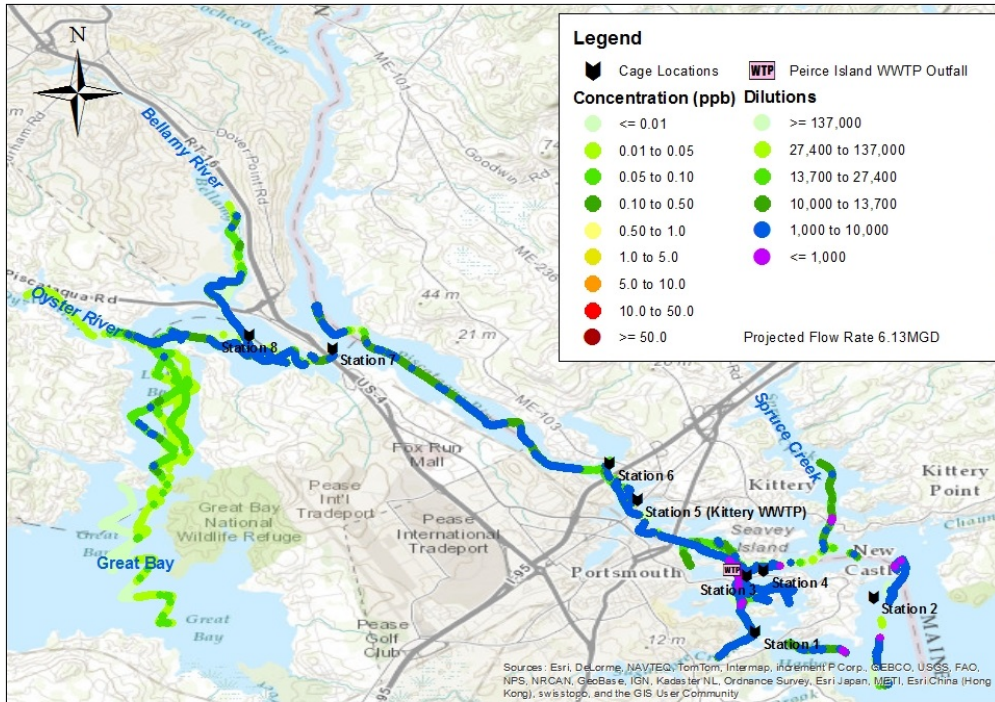 N
Legend
Cage Locations
WTP Peirce Island WWTP Outfall
Concentration (ppb)
Dilutions
<= 0.01
>= 137,000
0.01 to 0.05
27,400 to 137,000
0.05 to 0.10
13,700 to 27,400
0.10 to 0.50
10,000 to 13,700
0.50 to 1.0
1,000 to 10,000
1.0 to 5.0
<= 1,000
5.0 to 10.0
10.0 to 50.0
>= 50.0
Projected Flow Rate 6.13MGD
River
ME-101
Goodwin Rd
Bellamy River
Dover Point Rd
ME-236
Piscataqua Rd
Oyster River
44 m
21 m
Station 8
Station 7
US-4
ME-103
Fox Run
Mall
Spruce Creek
Station 6
Kittery
Kittery
Point
Pease
Int'l
Tradeport
Station 5 (Kittery WWTP)
Great Bay
National
Wildlife Refuge
Pease
International
Tradeport
Seavey
Island
Great Bay
I-95
Portsmouth
WTP
New
Castle
Station 3
Station 4
Station 2
Great
Bay
Pease
Golf
Club
95
12 m
Station 1
MAINE
Sources: Esri, DeLorme, NAVTEQ, TomTom, Intermap, increment P Corp., GEBCO, USGS, FAO,
NPS, NRCAN, GeoBase, IGN, Kadaster NL, Ordnance Survey, Esri Japan, METI, Esri China (Hong
Kong), swisstopo, and the GIS User Community